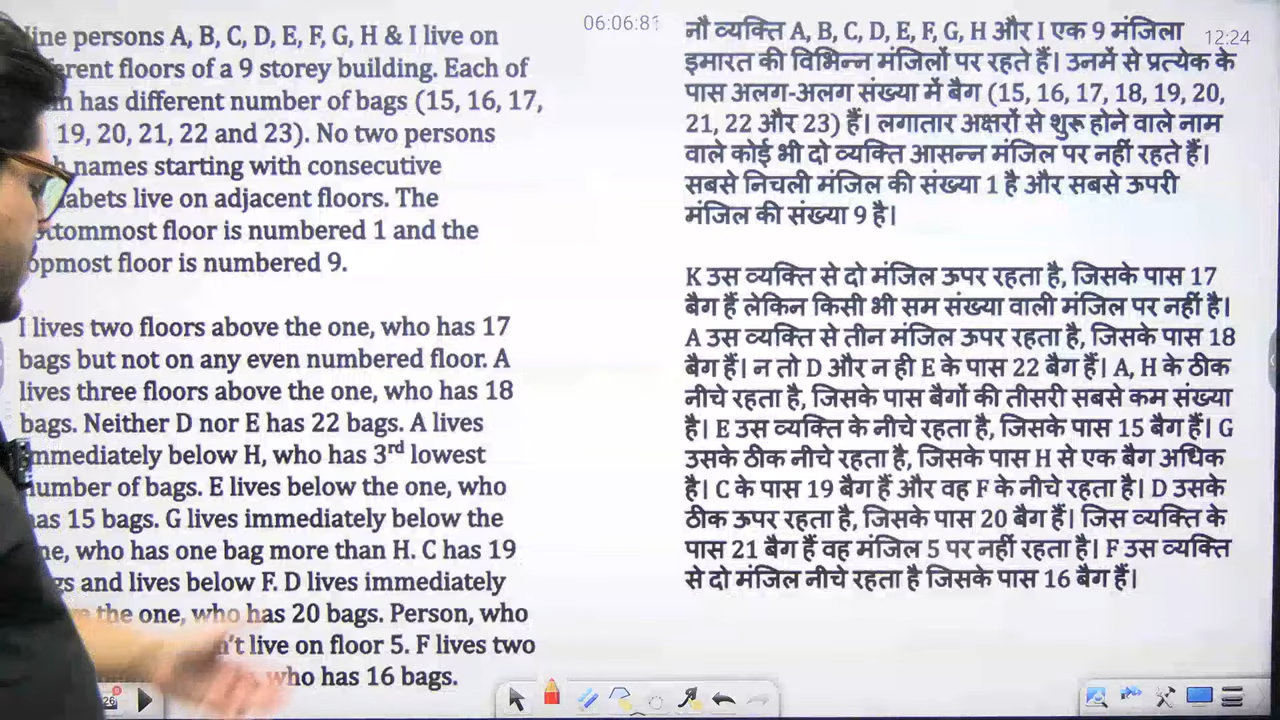 06:06:81
12:24
persons A, B, C, D, E, F, G, H & I live on
floors of a 9 storey building. Each of
has different number of bags (15, 16, 17,
19, 20, 21, 22 and 23). No two persons
names starting with consecutive
live on adjacent floors. The
floor is numbered 1 and the
floor is numbered 9.
I lives two floors above the one, who has 17
bags but not on any even numbered floor. A
lives three floors above the one, who has 18
bags. Neither D nor E has 22 bags. A lives
immediately below H, who has 3rd lowest
number of bags. E lives below the one, who
has 15 bags. G lives immediately below the
one, who has one bag more than H. C has 19
and lives below F. D lives immediately
the one, who has 20 bags. Person, who
live on floor 5. F lives two
who has 16 bags.
नौ व्यक्ति A, B, C, D, E, F, G, H और I एक 9 मंजिला
इमारत की विभिन्न मंजिलों पर रहते हैं। उनमें से प्रत्येक के
पास अलग-अलग संख्या में बैग (15, 16, 17, 18, 19, 20,
21, 22 और 23) हैं। लगातार अक्षरों से शुरू होने वाले नाम
वाले कोई भी दो व्यक्ति आसन्न मंजिल पर नहीं रहते हैं।
सबसे निचली मंजिल की संख्या 1 है और सबसे ऊपरी
मंजिल की संख्या 9 है।
K उस व्यक्ति से दो मंजिल ऊपर रहता है, जिसके पास 17
बैग हैं लेकिन किसी भी सम संख्या वाली मंजिल पर नहीं है।
A उस व्यक्ति से तीन मंजिल ऊपर रहता है, जिसके पास 18
बैग हैं। न तो D और न ही E के पास 22 बैग हैं। A, H के ठीक
नीचे रहता है, जिसके पास बैगों की तीसरी सबसे कम संख्या
है। E उस व्यक्ति के नीचे रहता है, जिसके पास 15 बैग हैं। G
उसके ठीक नीचे रहता है, जिसके पास H से एक बैग अधिक
है। C के पास 19 बैग हैं और वह F के नीचे रहता है। D उसके
ठीक ऊपर रहता है, जिसके पास 20 बैग हैं। जिस व्यक्ति के
पास 21 बैग हैं वह मंजिल 5 पर नहीं रहता है। F उस व्यक्ति
से दो मंजिल नीचे रहता है जिसके पास 16 बैग हैं।